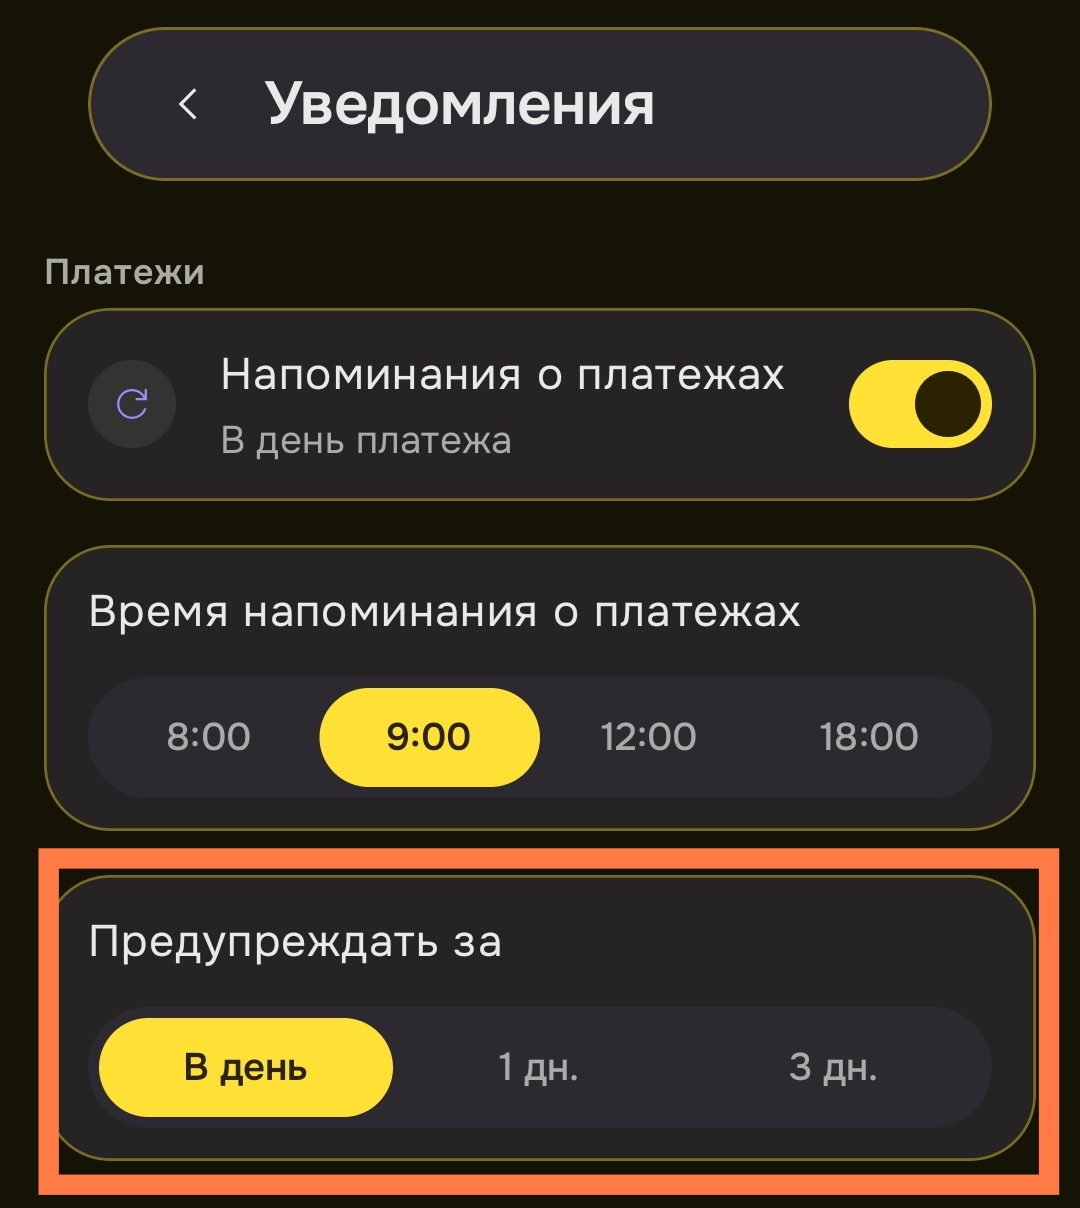 Уведомления
Платежи
Напоминания о платежах
В день платежа
Время напоминания о платежах
8:00 9:00 12:00 18:00
Предупреждать за
В день 1 дн. 3 дн.